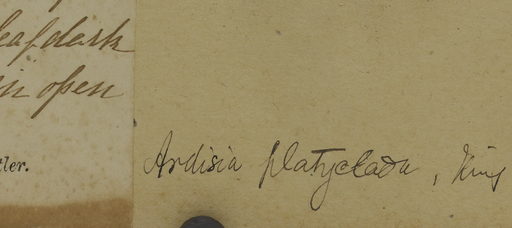 leaf dark
in open
tler.
Ardisia platyclada, King